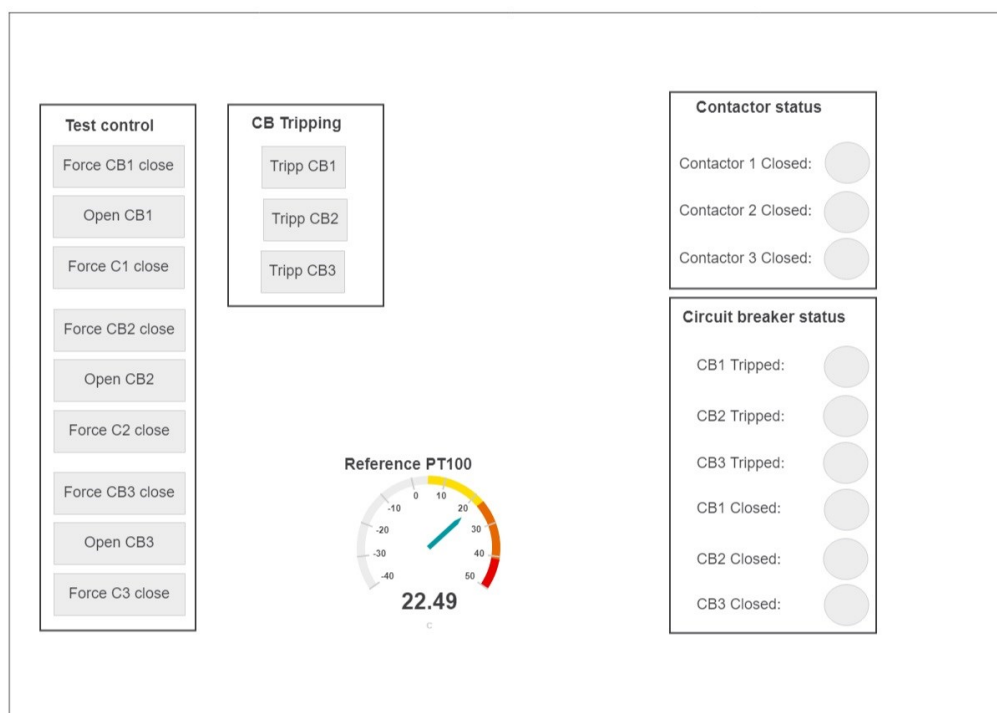 Test control
Force CB1 close
Open CB1
Force C1 close
Force CB2 close
Open CB2
Force C2 close
Force CB3 close
Open CB3
Force C3 close
CB Tripping
Tripp CB1
Tripp CB2
Tripp CB3
Reference PT100
-40
-30
-20
-10
0
10
20
30
40
50
22.49
C
Contactor status
Contactor 1 Closed:
Contactor 2 Closed:
Contactor 3 Closed:
Circuit breaker status
CB1 Tripped:
CB2 Tripped:
CB3 Tripped:
CB1 Closed:
CB2 Closed:
CB3 Closed: